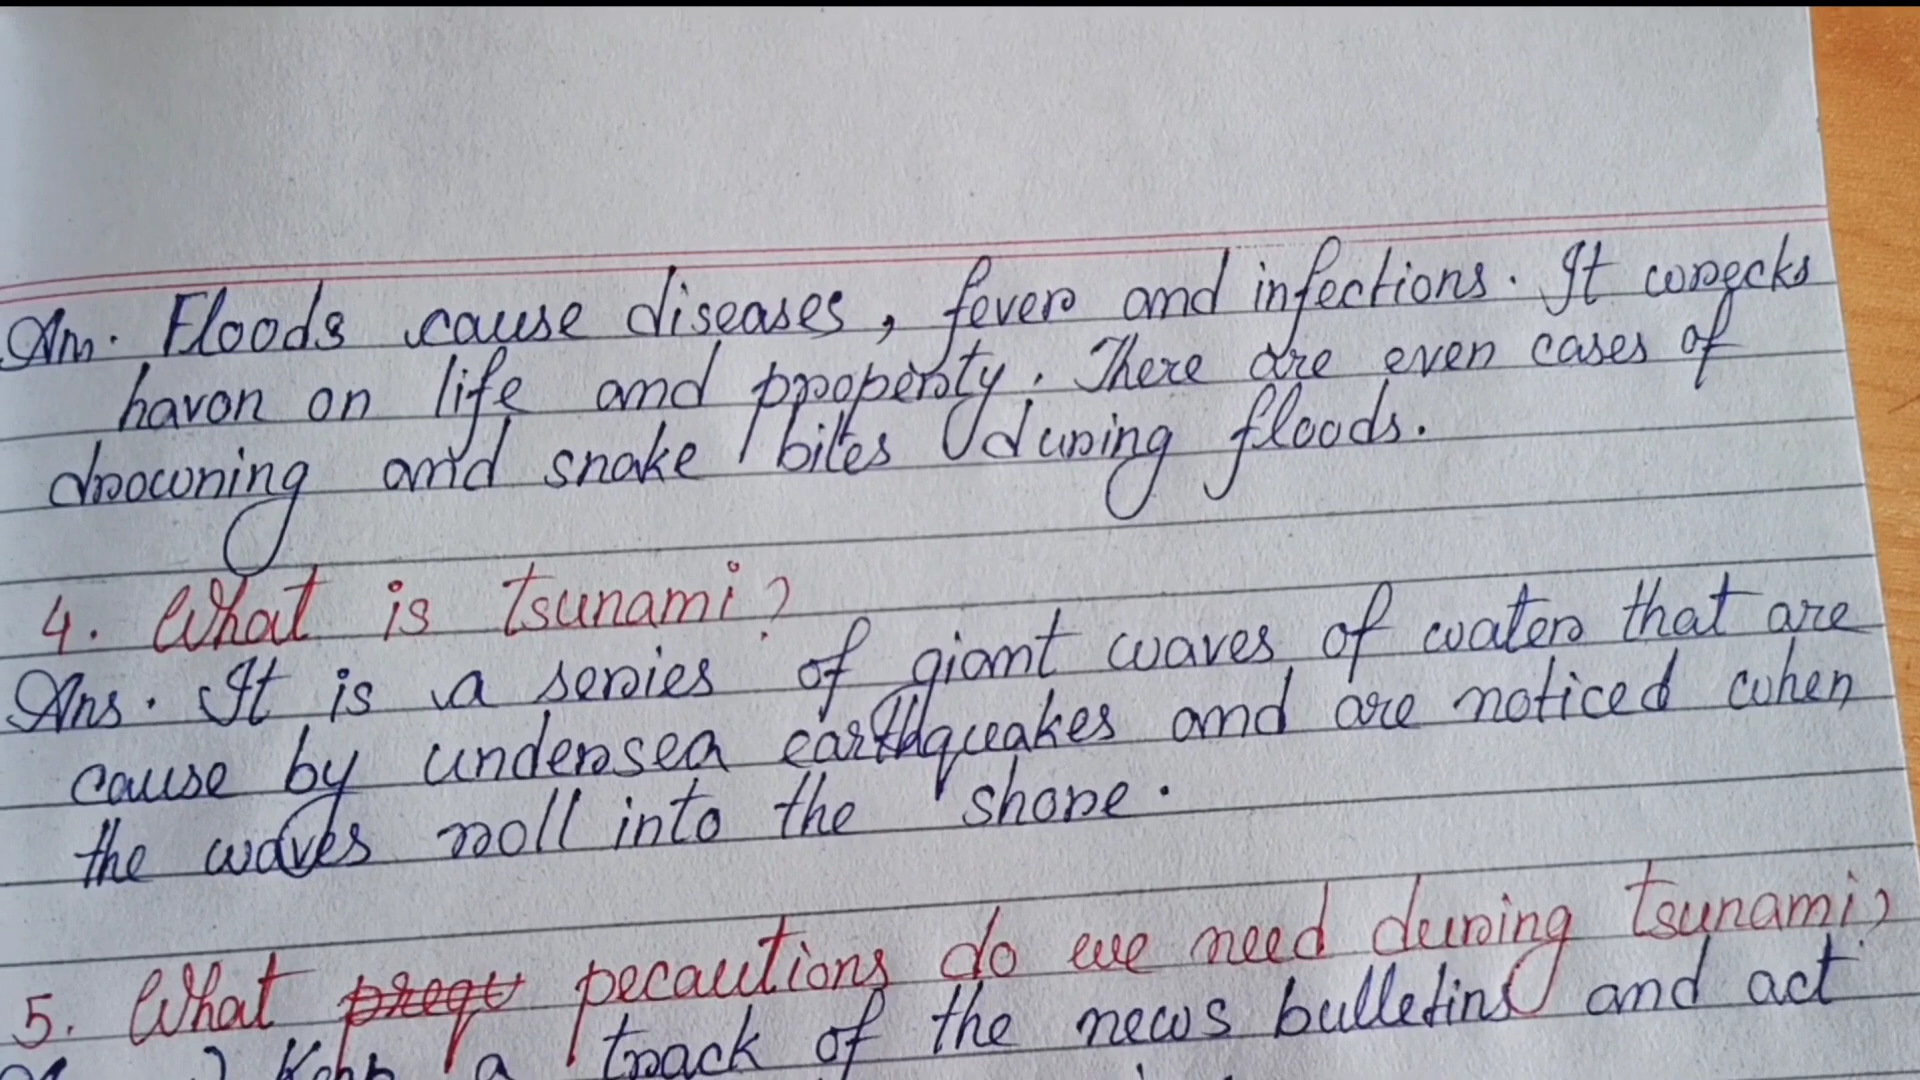 Ans. Floods cause diseases, fever and infections. It wrecks
havon on life and property. There are even cases of
drowning and snake bites during floods.
4. What is tsunami?
Ans. It is a series of giant waves of water that are
cause by undersea earthquakes and are noticed when
the waves roll into the shore.
5. What pecautions do we need during tsunami?
a track of the news bulletins and act